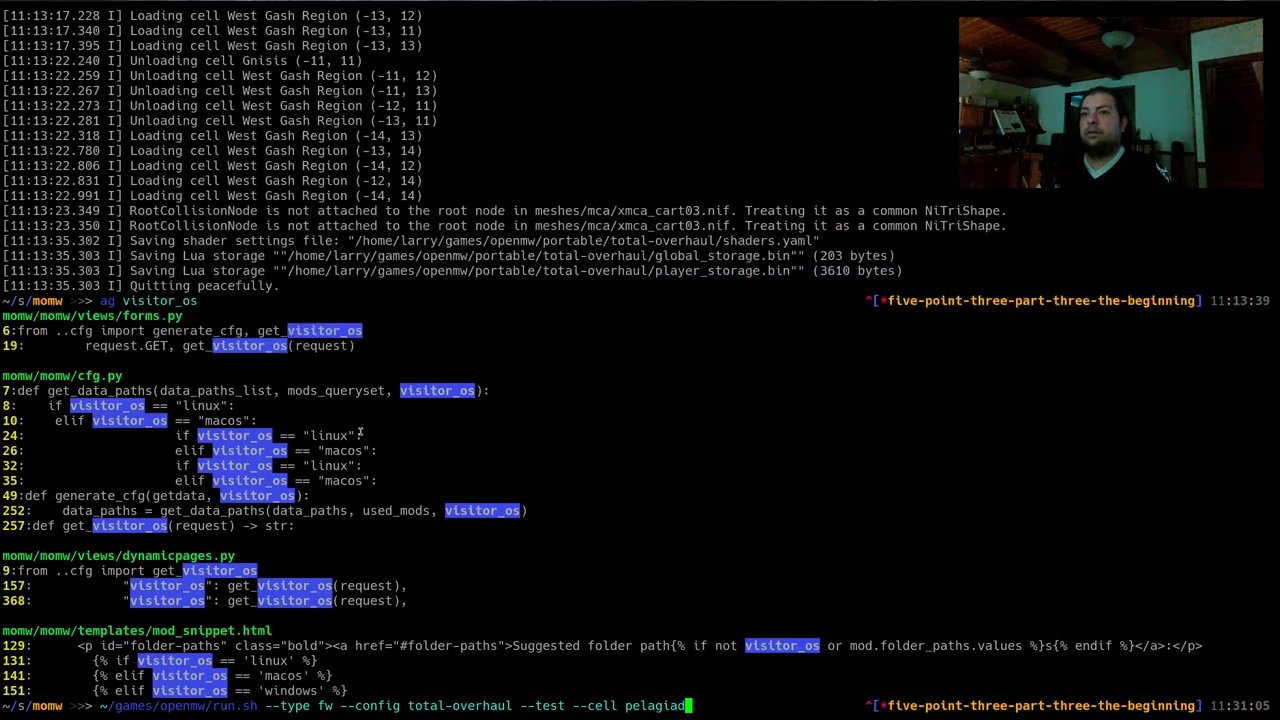 [11:13:17.228 I] Loading cell West Gash Region (-13, 12)
[11:13:17.340 I] Loading cell West Gash Region (-13, 11)
[11:13:17.395 I] Loading cell West Gash Region (-13, 13)
[11:13:22.240 I] Unloading cell Gnisis (-11, 11)
[11:13:22.259 I] Unloading cell West Gash Region (-11, 12)
[11:13:22.267 I] Unloading cell West Gash Region (-11, 13)
[11:13:22.273 I] Unloading cell West Gash Region (-12, 11)
[11:13:22.281 I] Unloading cell West Gash Region (-13, 11)
[11:13:22.318 I] Loading cell West Gash Region (-14, 13)
[11:13:22.780 I] Loading cell West Gash Region (-13, 14)
[11:13:22.806 I] Loading cell West Gash Region (-14, 12)
[11:13:22.831 I] Loading cell West Gash Region (-12, 14)
[11:13:22.991 I] Loading cell West Gash Region (-14, 14)
[11:13:23.349 I] RootCollisionNode is not attached to the root node in meshes/mca/xmca_cart03.nif. Treating it as a common NiTriShape.
[11:13:23.350 I] RootCollisionNode is not attached to the root node in meshes/mca/xmca_cart03.nif. Treating it as a common NiTriShape.
[11:13:35.302 I] Saving shader settings file: "/home/larry/games/openmw/portable/total-overhaul/shaders.yaml"
[11:13:35.303 I] Saving Lua storage ""/home/larry/games/openmw/portable/total-overhaul/global_storage.bin"" (203 bytes)
[11:13:35.303 I] Saving Lua storage ""/home/larry/games/openmw/portable/total-overhaul/player_storage.bin"" (3610 bytes)
[11:13:35.303 I] Quitting peacefully.
~/s/momw >>> ag visitor_os ^[*five-point-three-part-three-the-beginning] 11:13:39
momw/momw/views/forms.py
6:from ..cfg import generate_cfg, get_visitor_os
19:        request.GET, get_visitor_os(request)
momw/momw/cfg.py
7:def get_data_paths(data_paths_list, mods_queryset, visitor_os):
8:    if visitor_os == "linux":
10:    elif visitor_os == "macos":
24:                    if visitor_os == "linux":
26:                    elif visitor_os == "macos":
32:                    if visitor_os == "linux":
35:                    elif visitor_os == "macos":
49:def generate_cfg(getdata, visitor_os):
252:    data_paths = get_data_paths(data_paths, used_mods, visitor_os)
257:def get_visitor_os(request) -> str:
momw/momw/views/dynamicpages.py
9:from ..cfg import get_visitor_os
157:            "visitor_os": get_visitor_os(request),
368:            "visitor_os": get_visitor_os(request),
momw/momw/templates/mod_snippet.html
129:      <p id="folder-paths" class="bold"><a href="#folder-paths">Suggested folder path{% if not visitor_os or mod.folder_paths.values %}s{% endif %}</a>:</p>
131:        {% if visitor_os == 'linux' %}
141:        {% elif visitor_os == 'macos' %}
151:        {% elif visitor_os == 'windows' %}
~/s/momw >>> ~/games/openmw/run.sh --type fw --config total-overhaul --test --cell pelagiad ^[*five-point-three-part-three-the-beginning] 11:31:05